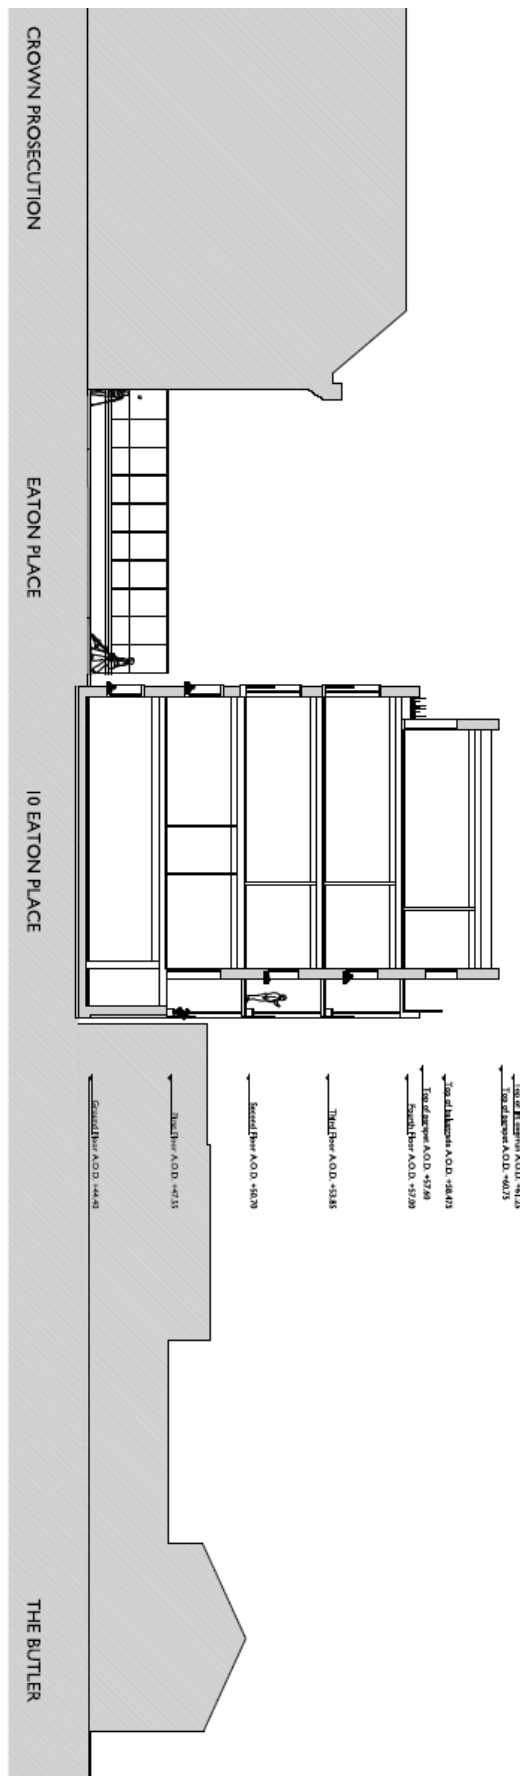 CROWN PROSECUTION
EATON PLACE
10 EATON PLACE
THE BUTLER
Top of parapet A.O.D. +60.75
Top of balustrade A.O.D. +58.475
Top of parapet A.O.D. +57.60
Fourth Floor A.O.D. +57.00
Third Floor A.O.D. +53.85
Second Floor A.O.D. +50.70
First Floor A.O.D. +47.55
Ground Floor A.O.D. +44.40